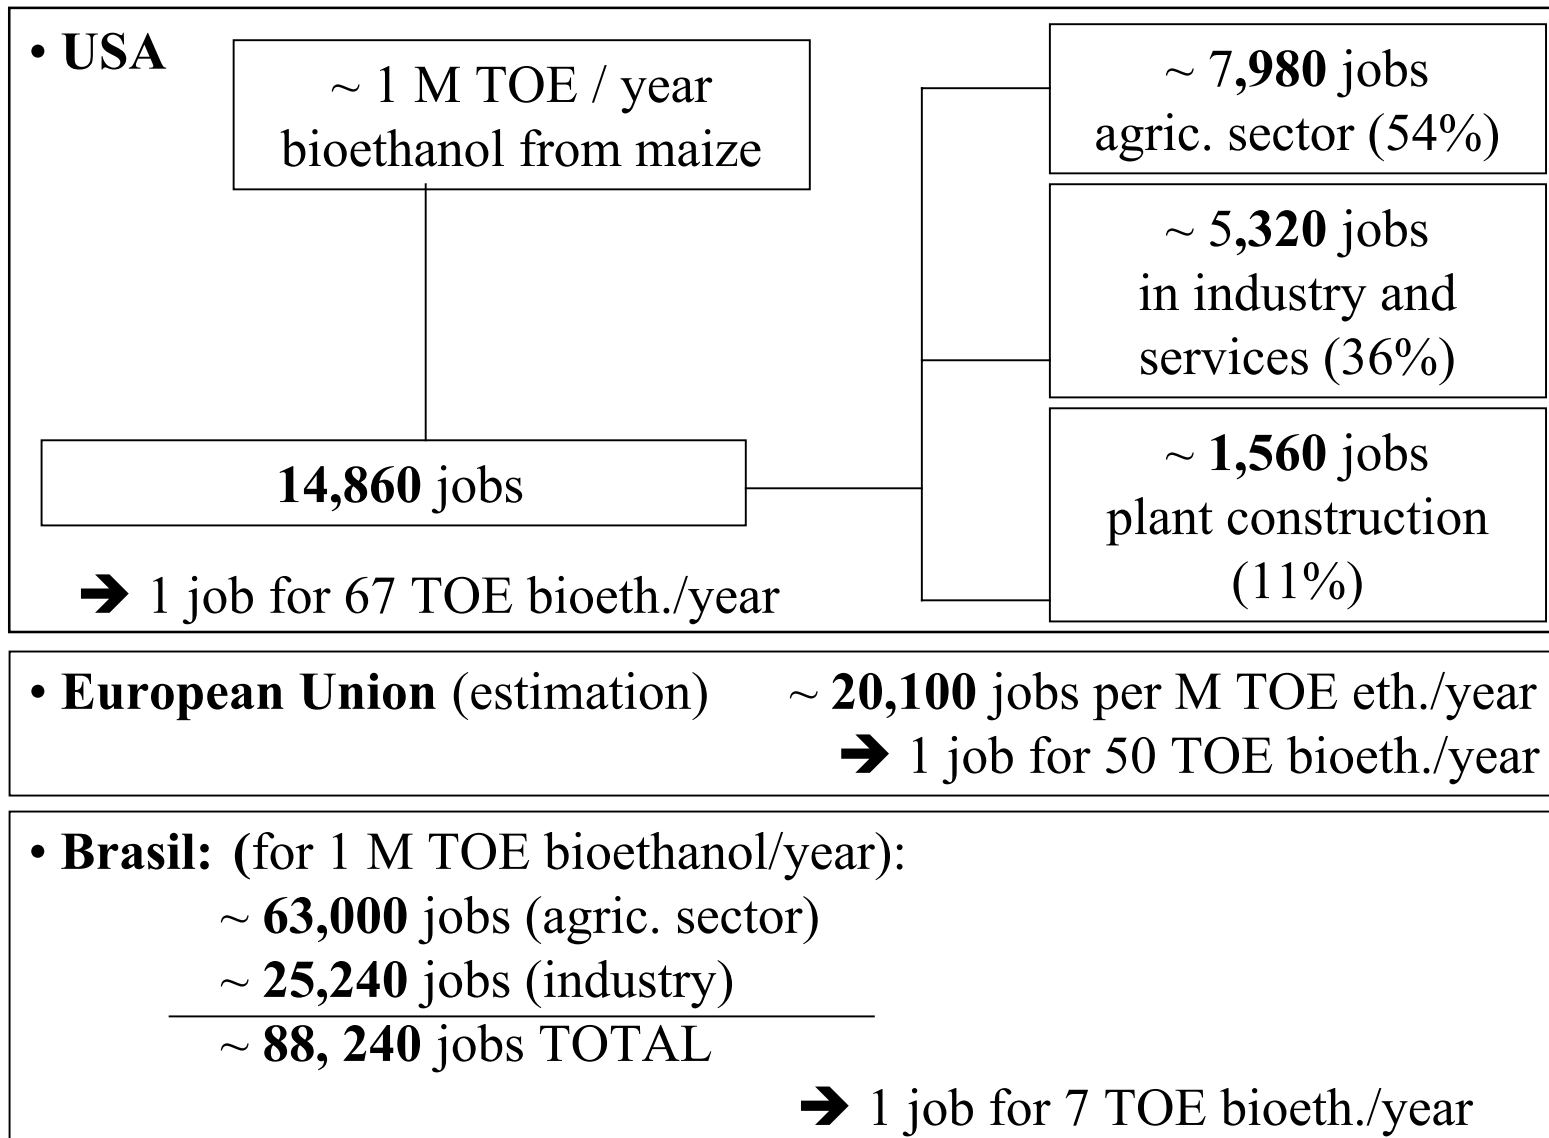 • USA
~ 1 M TOE / year
bioethanol from maize
14,860 jobs
➔ 1 job for 67 TOE bioeth./year
~ 7,980 jobs
agric. sector (54%)
~ 5,320 jobs
in industry and
services (36%)
~ 1,560 jobs
plant construction
(11%)
• European Union (estimation) ~ 20,100 jobs per M TOE eth./year
➔ 1 job for 50 TOE bioeth./year
• Brasil: (for 1 M TOE bioethanol/year):
~ 63,000 jobs (agric. sector)
~ 25,240 jobs (industry)
~ 88, 240 jobs TOTAL
➔ 1 job for 7 TOE bioeth./year